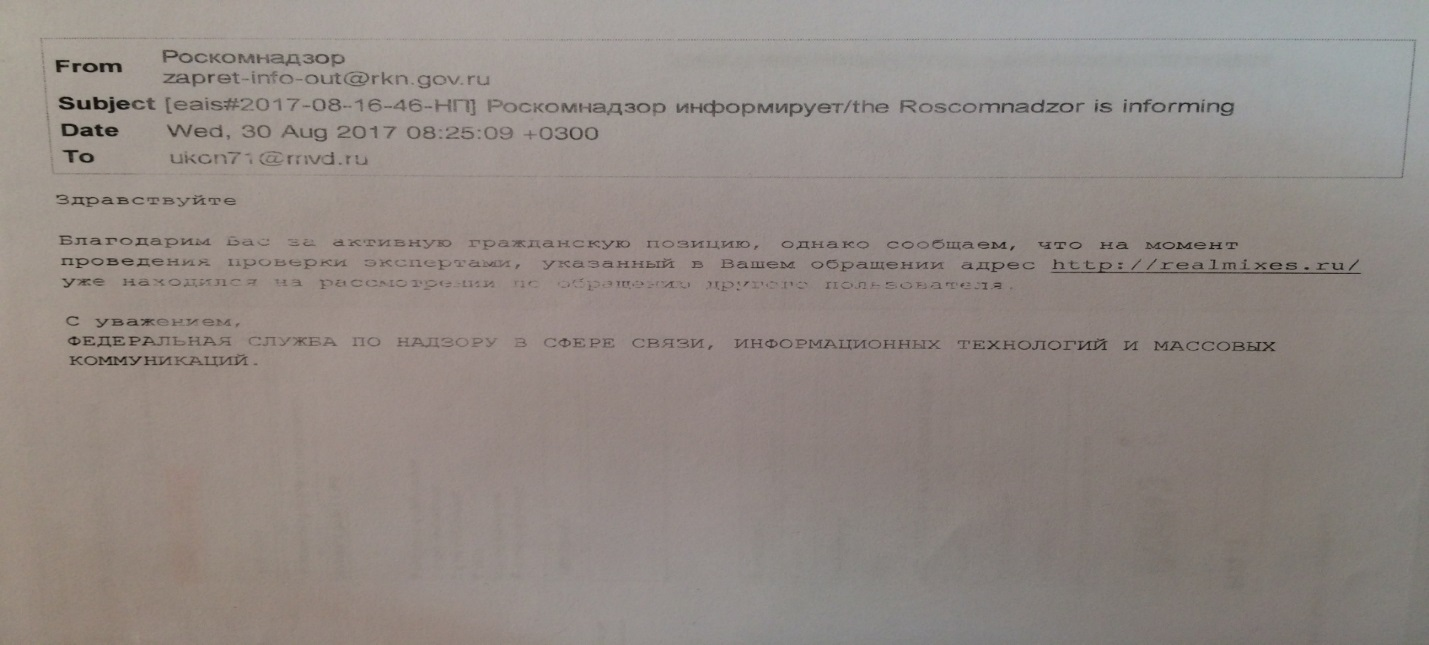 From Роскомнадзор
zapret-info-out@rkn.gov.ru
Subject [eais#2017-08-16-46-НП] Роскомнадзор информирует/the Roscomnadzor is informing
Date Wed, 30 Aug 2017 08:25:09 +0300
To ukon71@mvd.ru
Здравствуйте
Благодарим Вас за активную гражданскую позицию, однако сообщаем, что на момент
проведения проверки экспертами, указанный в Вашем обращении адрес http://realmixes.ru/
уже находился на рассмотрении по обращению другого пользователя.
С уважением,
ФЕДЕРАЛЬНАЯ СЛУЖБА ПО НАДЗОРУ В СФЕРЕ СВЯЗИ, ИНФОРМАЦИОННЫХ ТЕХНОЛОГИЙ И МАССОВЫХ
КОММУНИКАЦИЙ.